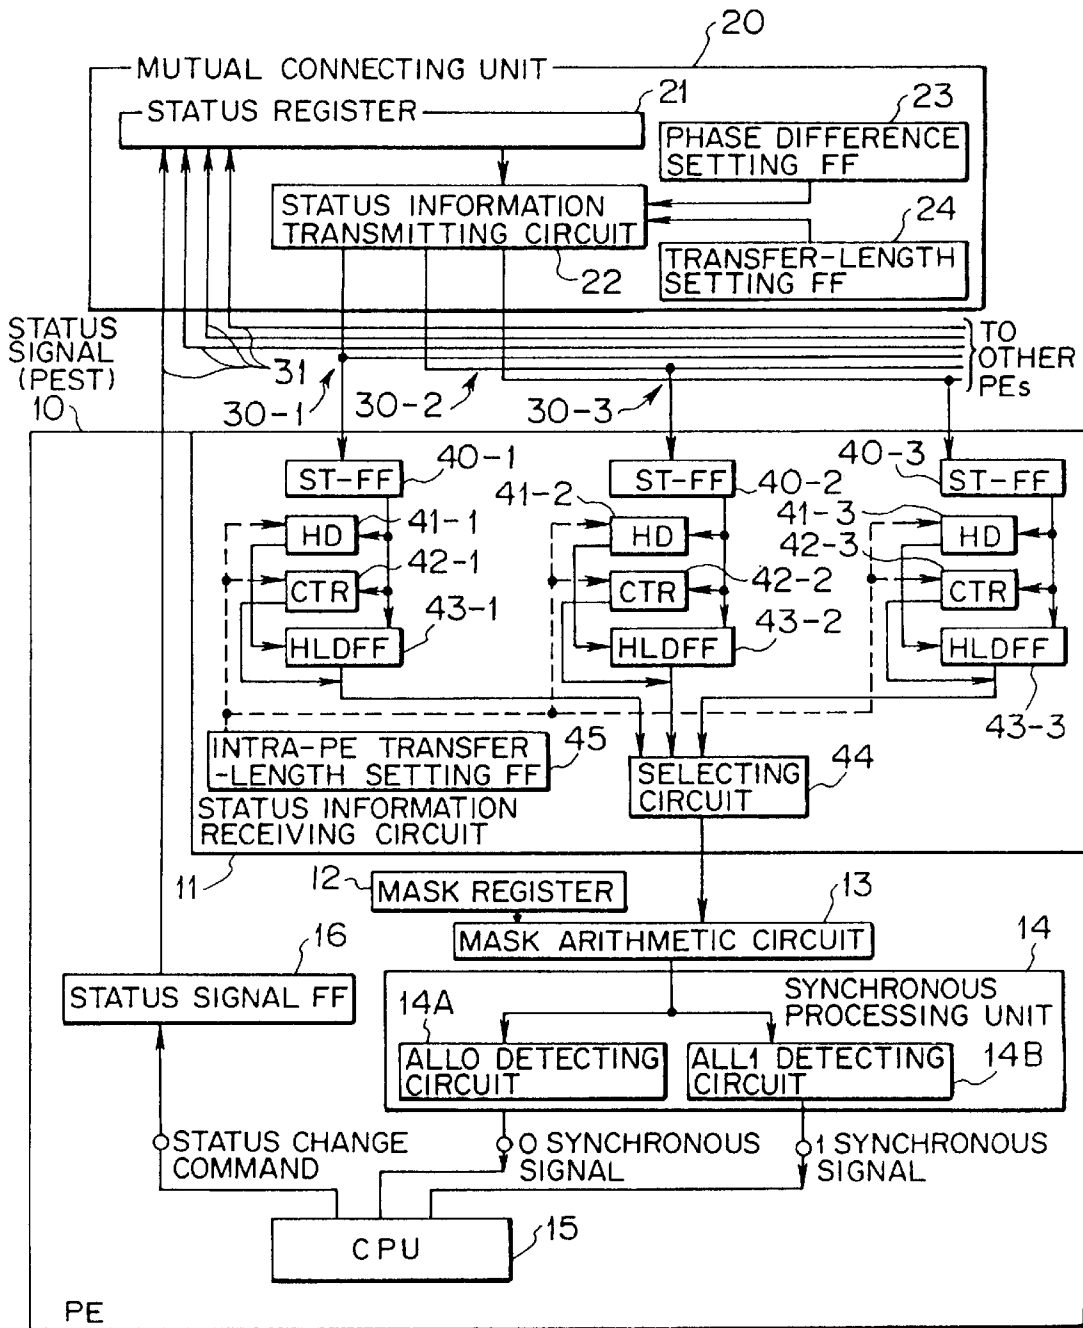 20
MUTUAL CONNECTING UNIT
21
STATUS REGISTER
23
PHASE DIFFERENCE
SETTING FF
STATUS INFORMATION
TRANSMITTING CIRCUIT
22
24
TRANSFER-LENGTH
SETTING FF
STATUS
SIGNAL
(PEST)
31
TO
OTHER
PEs
10
30-1
30-2
30-3
ST-FF
40-1
ST-FF
40-2
40-3
ST-FF
HD
41-1
41-2
HD
41-3
HD
CTR
42-1
CTR
42-2
42-3
CTR
HLDFF
43-1
HLDFF
43-2
HLDFF
43-3
INTRA-PE TRANSFER
-LENGTH SETTING FF
45
SELECTING
CIRCUIT
44
STATUS INFORMATION
RECEIVING CIRCUIT
11
12
MASK REGISTER
13
MASK ARITHMETIC CIRCUIT
16
STATUS SIGNAL FF
14
SYNCHRONOUS
PROCESSING UNIT
14A
ALL0 DETECTING
CIRCUIT
ALL1 DETECTING
CIRCUIT
14B
STATUS CHANGE
COMMAND
0 SYNCHRONOUS
SIGNAL
1 SYNCHRONOUS
SIGNAL
CPU
15
PE